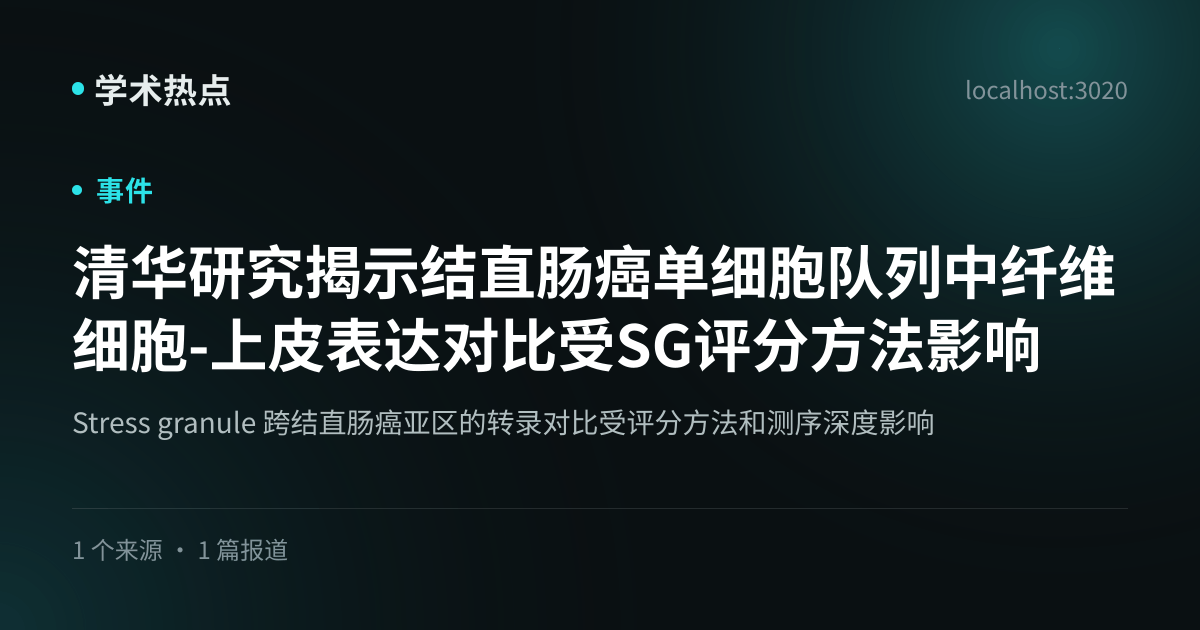 学术热点
localhost:3020
事件
清华研究揭示结直肠癌单细胞队列中纤维
细胞-上皮表达对比受SG评分方法影响
Stress granule 跨结直肠癌亚区的转录对比受评分方法和测序深度影响
1 个来源 · 1 篇报道